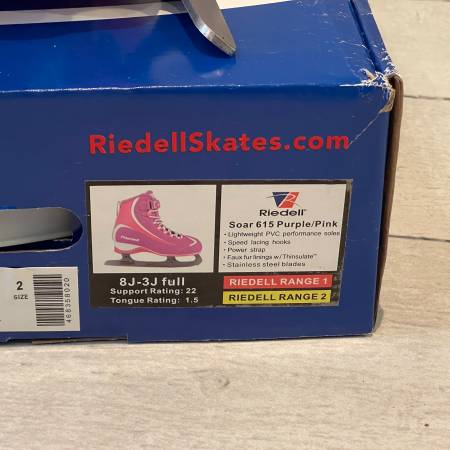 RiedellSkates.com
Riedell
Soar 615 Purple/Pink
· Lightweight PVC performance soles
· Speed lacing hooks
· Power strap
· Faux fur linings w/Thinsulate™
· Stainless steel blades
8J-3J full
Support Rating: 22
Tongue Rating: 1.5
RIEDELL RANGE 1
RIEDELL RANGE 2
2
SIZE
468958020